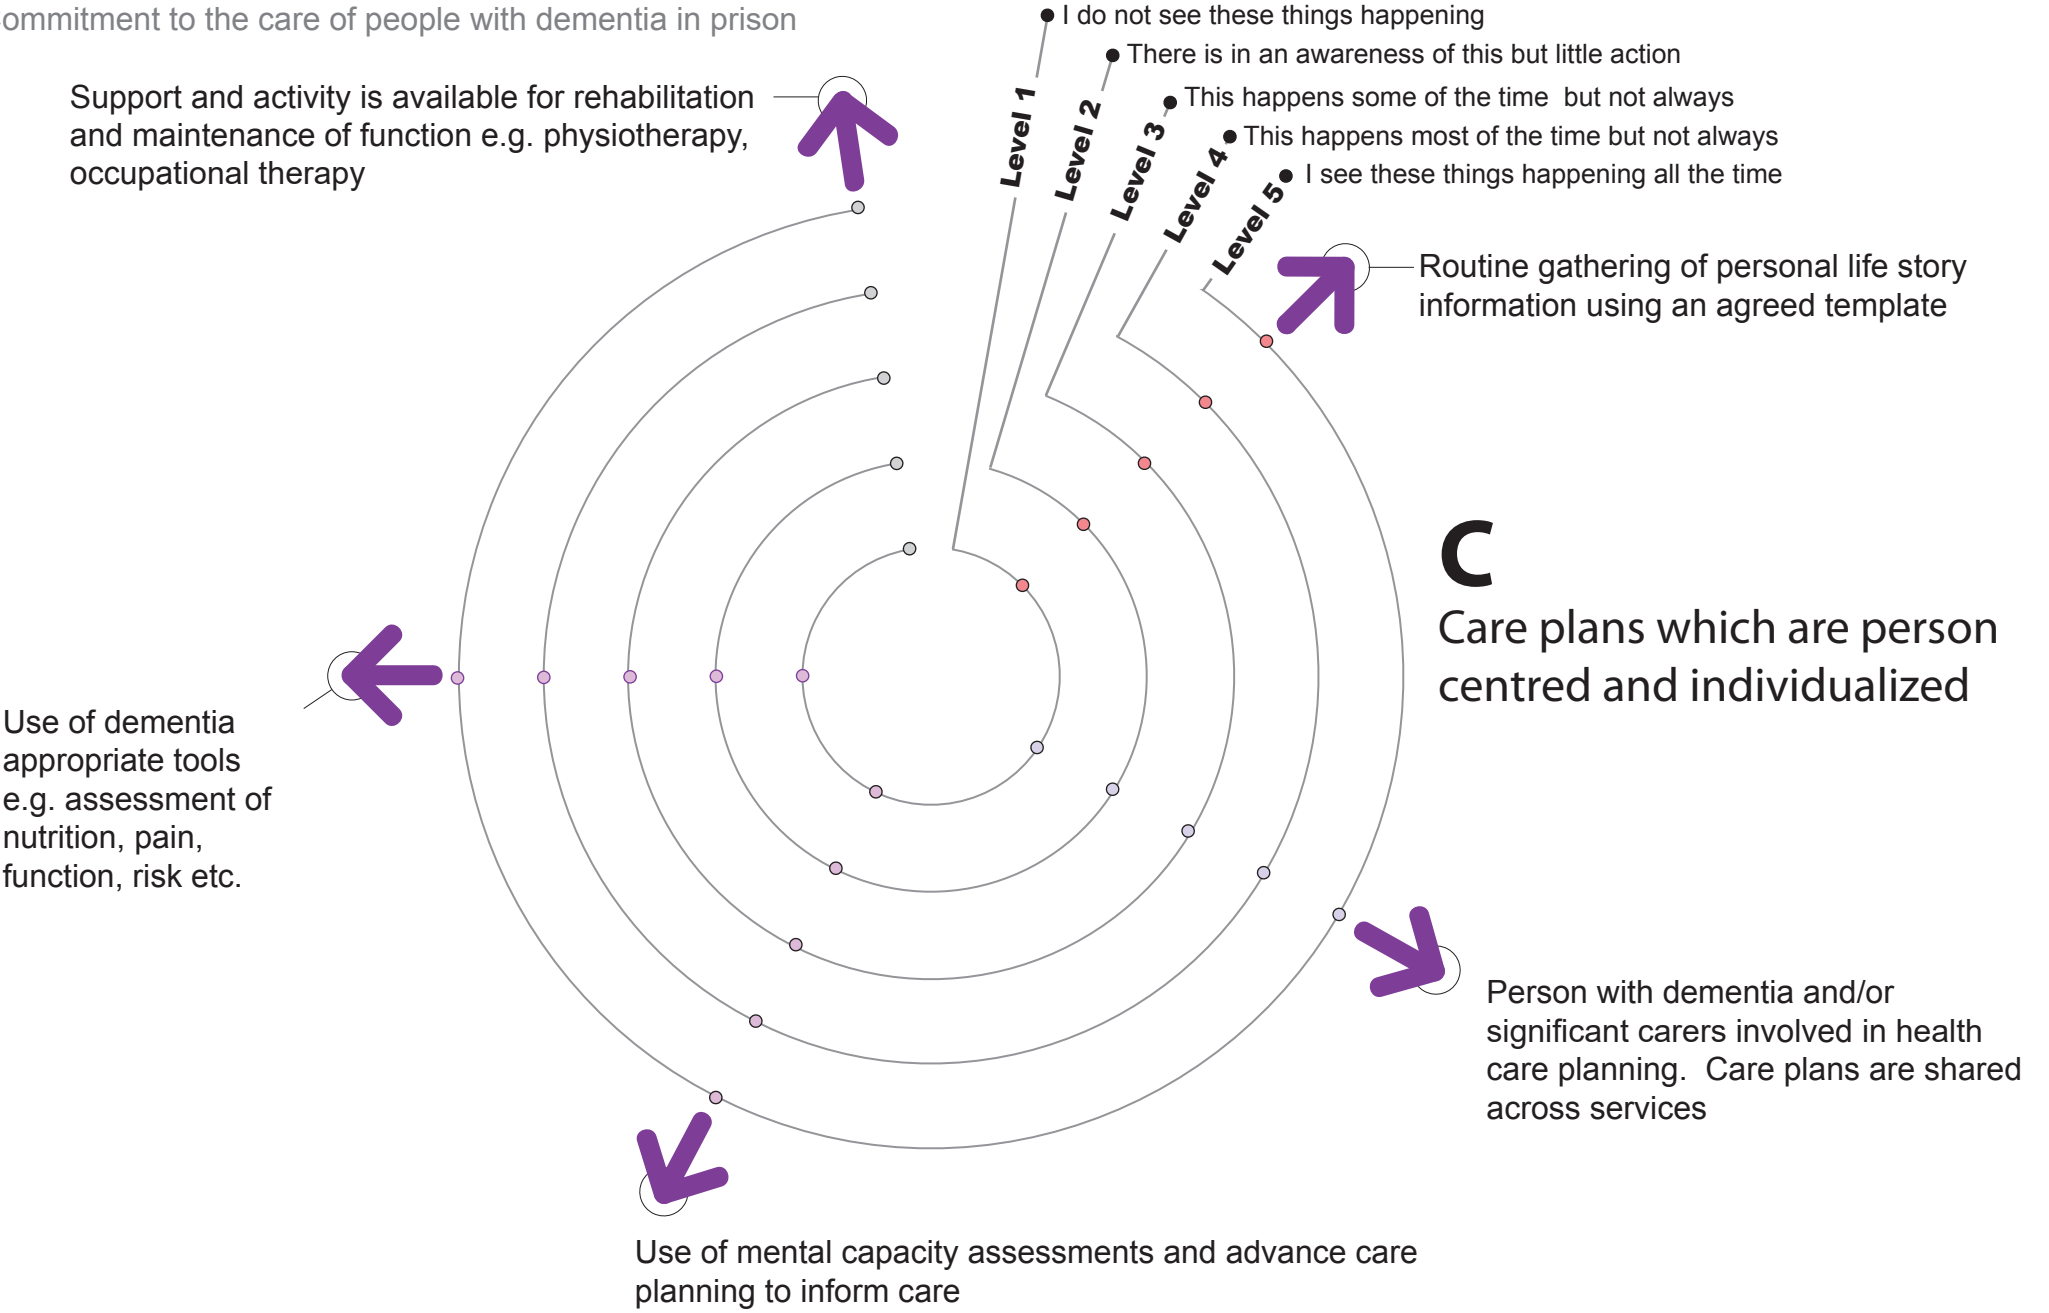 ommitment to the care of people with dementia in prison
I do not see these things happening
There is in an awareness of this but little action
This happens some of the time but not always
This happens most of the time but not always
I see these things happening all the time
Level 1
Level 2
Level 3
Level 4
Level 5
Support and activity is available for rehabilitation
and maintenance of function e.g. physiotherapy,
occupational therapy
Routine gathering of personal life story
information using an agreed template
C
Care plans which are person
centred and individualized
Use of dementia
appropriate tools
e.g. assessment of
nutrition, pain,
function, risk etc.
Person with dementia and/or
significant carers involved in health
care planning. Care plans are shared
across services
Use of mental capacity assessments and advance care
planning to inform care